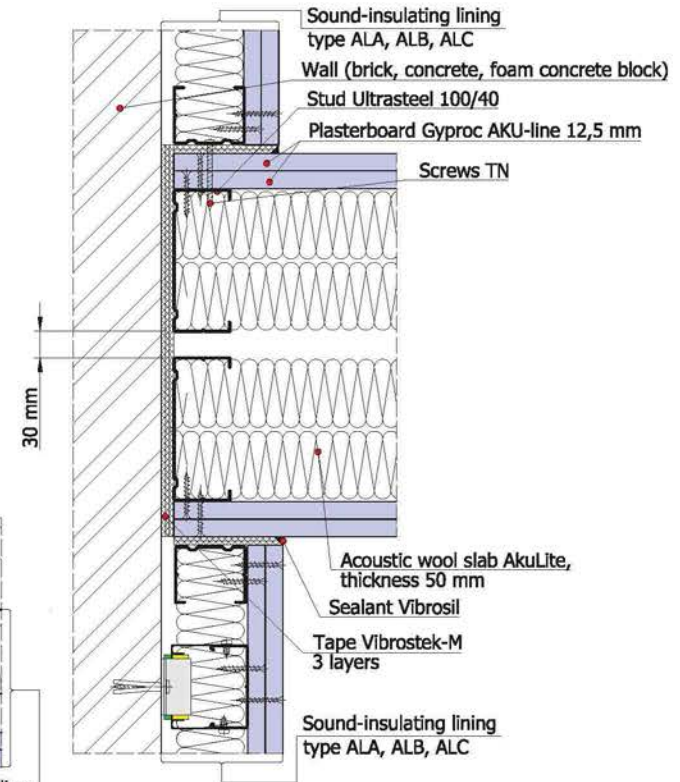 Sound-insulating lining
type ALA, ALB, ALC
Wall (brick, concrete, foam concrete block)
Stud Ultrasteel 100/40
Plasterboard Gyproc AKU-line 12,5 mm
Screws TN
30 mm
Acoustic wool slab AkuLite,
thickness 50 mm
Sealant Vibrosil
Tape Vibrostek-M
3 layers
Sound-insulating lining
type ALA, ALB, ALC